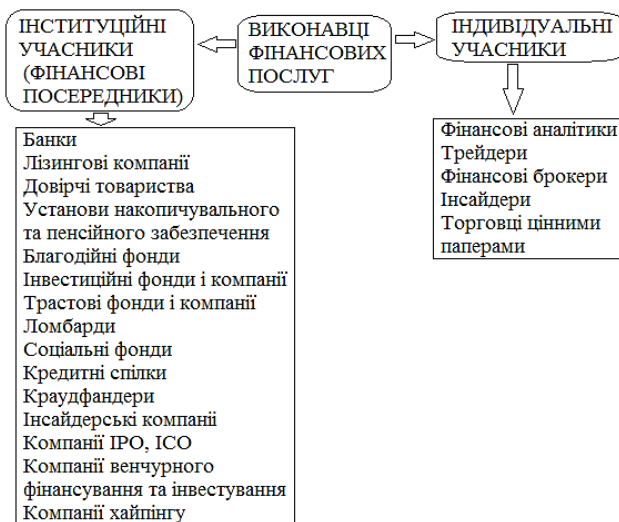 ІНСТИТУЦІЙНІ
УЧАСНИКИ
(ФІНАНСОВІ
ПОСЕРЕДНИКИ)
ВИКОНАВЦІ
ФІНАНСОВИХ
ПОСЛУГ
ІНДИВІДУАЛЬНІ
УЧАСНИКИ
Банки
Лізингові компанії
Довірчі товариства
Установи накопичувального
та пенсійного забезпечення
Благодійні фонди
Інвестиційні фонди і компанії
Трастові фонди і компанії
Ломбарди
Соціальні фонди
Кредитні спілки
Краудфандери
Інсайдерські компанії
Компанії IPO, ICO
Компанії венчурного
фінансування та інвестування
Компанії хайпінгу
Фінансові аналітики
Трейдери
Фінансові брокери
Інсайдери
Торговці цінними
паперами